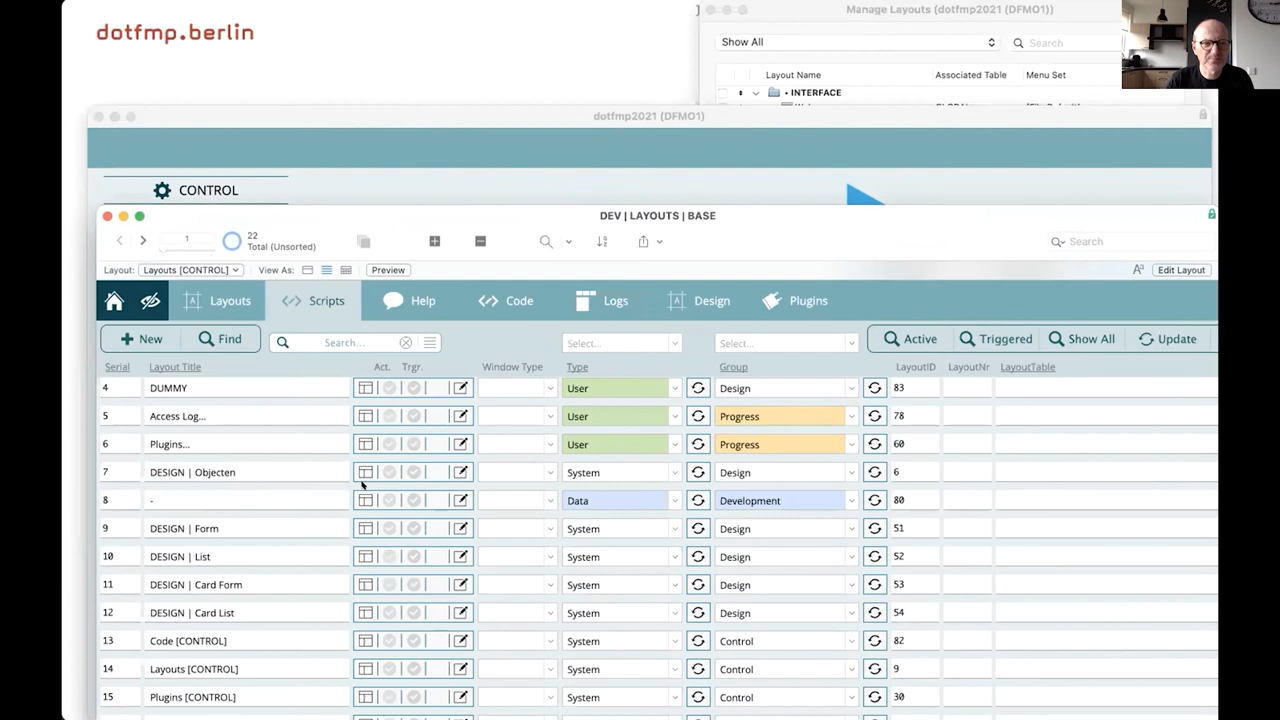 dotfmp.berlin
Manage Layouts (dotfmp2021 (DFMO1))
Show All
Search
Layout Name Associated Table Menu Set
• INTERFACE
dotfmp2021 (DFMO1)
CONTROL
DEV | LAYOUTS | BASE
1
22
Total (Unsorted)
Search
Layout: Layouts [CONTROL] View As: Preview Edit Layout
Layouts Scripts Help Code Logs Design Plugins
New Find Search... Select... Select... Active Triggered Show All Update
Serial Layout Title Act. Trgr. Window Type Type Group LayoutID LayoutNr LayoutTable
4 DUMMY User Design 83
5 Access Log... User Progress 78
6 Plugins... User Progress 60
7 DESIGN | Objecten System Design 6
8 - Data Development 80
9 DESIGN | Form System Design 51
10 DESIGN | List System Design 52
11 DESIGN | Card Form System Design 53
12 DESIGN | Card List System Design 54
13 Code [CONTROL] System Control 82
14 Layouts [CONTROL] System Control 9
15 Plugins [CONTROL] System Control 30